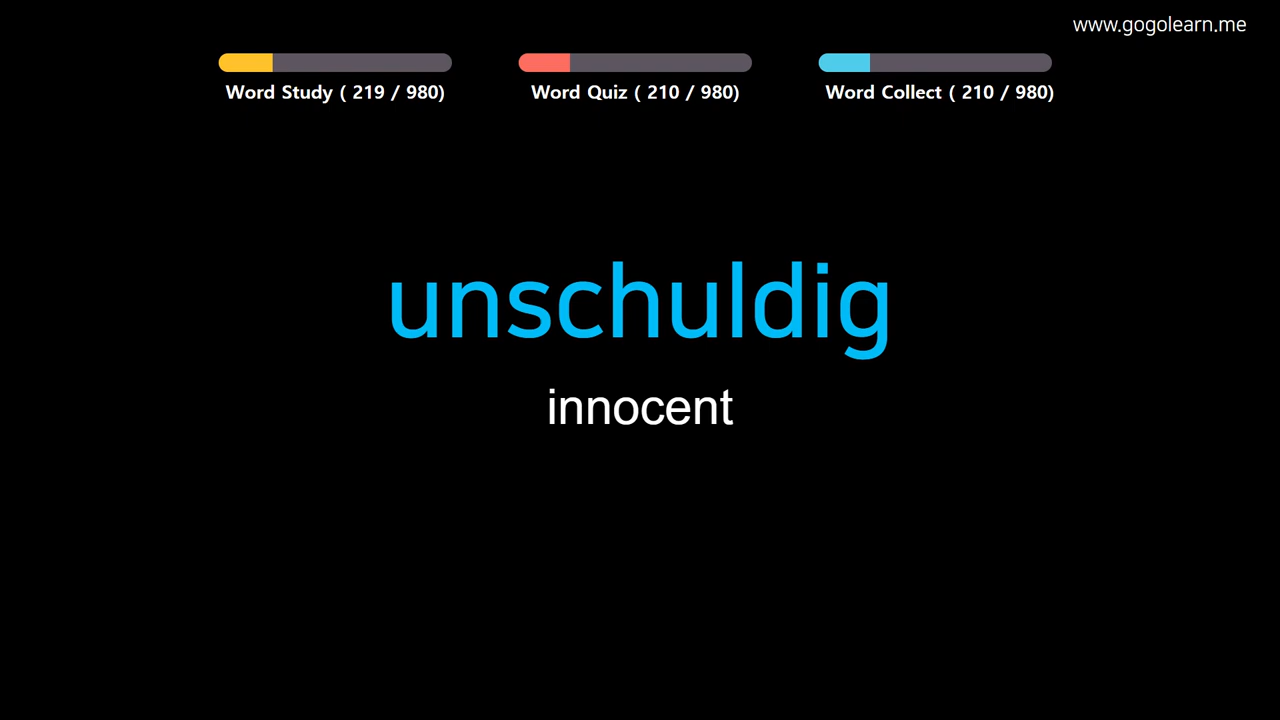 www.gogolearn.me
Word Study ( 219 / 980)
Word Quiz ( 210 / 980)
Word Collect ( 210 / 980)
unschuldig
innocent